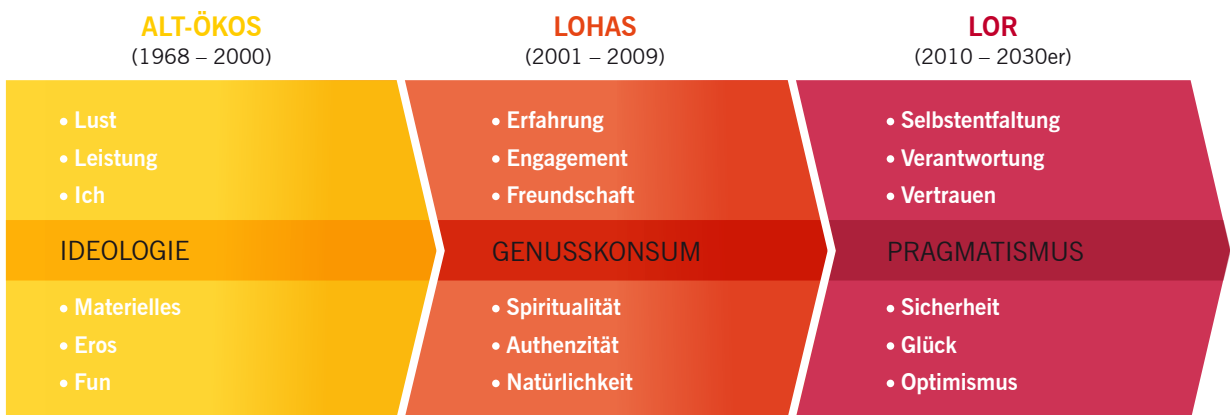 ALT-ÖKOS
(1968 – 2000)
• Lust
• Leistung
• Ich
IDEOLOGIE
• Materielles
• Eros
• Fun
LOHAS
(2001 – 2009)
• Erfahrung
• Engagement
• Freundschaft
GENUSSKONSUM
• Spiritualität
• Authenzität
• Natürlichkeit
LOR
(2010 – 2030er)
• Selbstentfaltung
• Verantwortung
• Vertrauen
PRAGMATISMUS
• Sicherheit
• Glück
• Optimismus